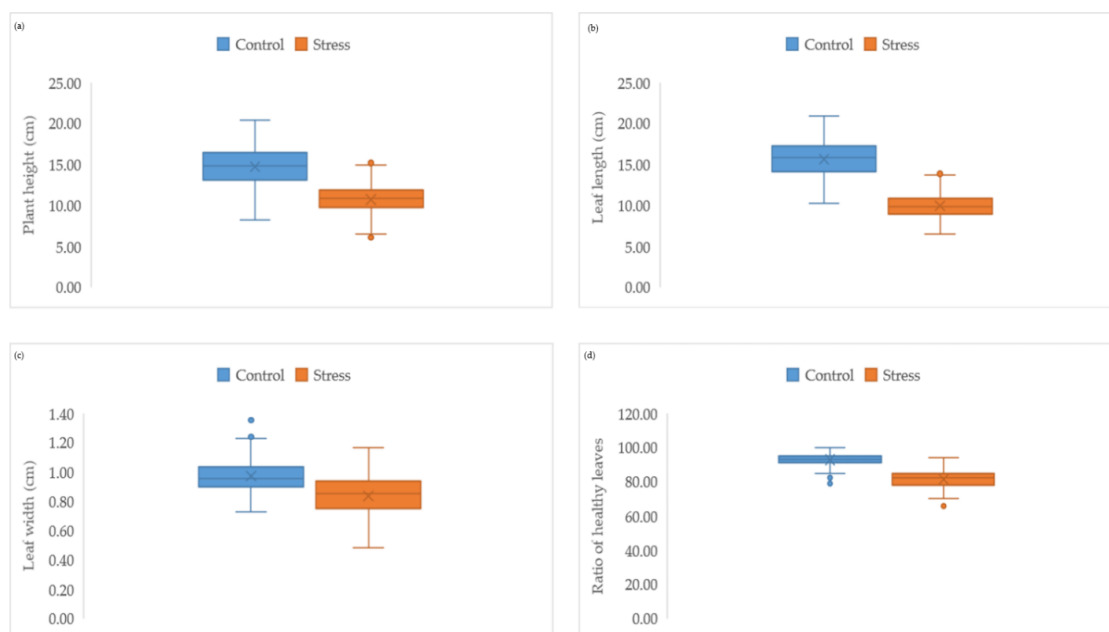 (a)
Control Stress
Plant height (cm)
25.00
20.00
15.00
10.00
5.00
0.00
(b)
Control Stress
Leaf length (cm)
25.00
20.00
15.00
10.00
5.00
0.00
(c)
Control Stress
Leaf width (cm)
1.40
1.20
1.00
0.80
0.60
0.40
0.20
0.00
(d)
Control Stress
Ratio of healthy leaves
120.00
100.00
80.00
60.00
40.00
20.00
0.00